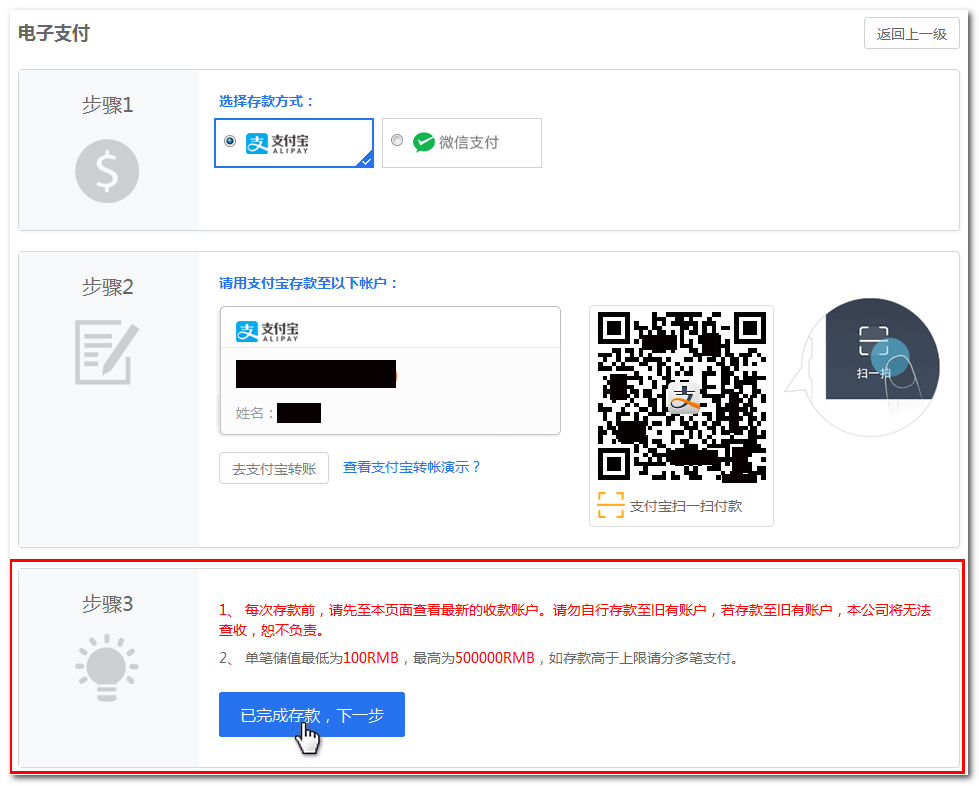 电子支付
返回上一级
步骤1
选择存款方式：
支付宝
ALIPAY
微信支付
步骤2
请用支付宝存款至以下帐户：
支付宝
ALIPAY
姓名：
去支付宝转账
查看支付宝转帐演示？
支付宝扫一扫付款
扫一扫
步骤3
1、 每次存款前，请先至本页面查看最新的收款账户。请勿自行存款至旧有账户，若存款至旧有账户，本公司将无法
查收，恕不负责。
2、 单笔储值最低为100RMB，最高为500000RMB，如存款高于上限请分多笔支付。
已完成存款，下一步